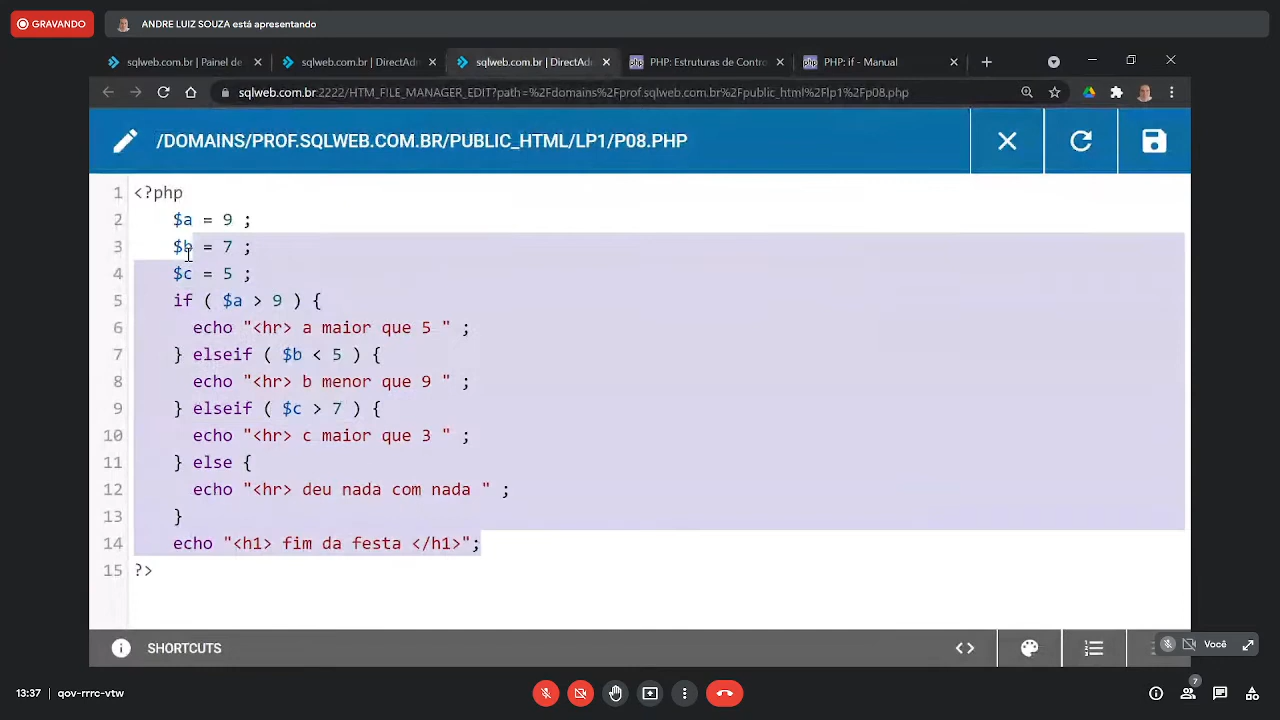 GRAVANDO
ANDRE LUIZ SOUZA está apresentando
sqlweb.com.br | Painel de
sqlweb.com.br | DirectAdm
sqlweb.com.br | DirectAdm
PHP: Estruturas de Contro
PHP: if - Manual
sqlweb.com.br:2222/HTM_FILE_MANAGER_EDIT?path=%2Fdomains%2Fprof.sqlweb.com.br%2Fpublic_html%2Flp1%2Fp08.php
/DOMAINS/PROF.SQLWEB.COM.BR/PUBLIC_HTML/LP1/P08.PHP
1 <?php
2 $a = 9 ;
3 $b = 7 ;
4 $c = 5 ;
5 if ( $a > 9 ) {
6 echo "<hr> a maior que 5 " ;
7 } elseif ( $b < 5 ) {
8 echo "<hr> b menor que 9 " ;
9 } elseif ( $c > 7 ) {
10 echo "<hr> c maior que 3 " ;
11 } else {
12 echo "<hr> deu nada com nada " ;
13 }
14 echo "<h1> fim da festa </h1>";
15 ?>
SHORTCUTS
Você
13:37 | qov-rrrc-vtw
7